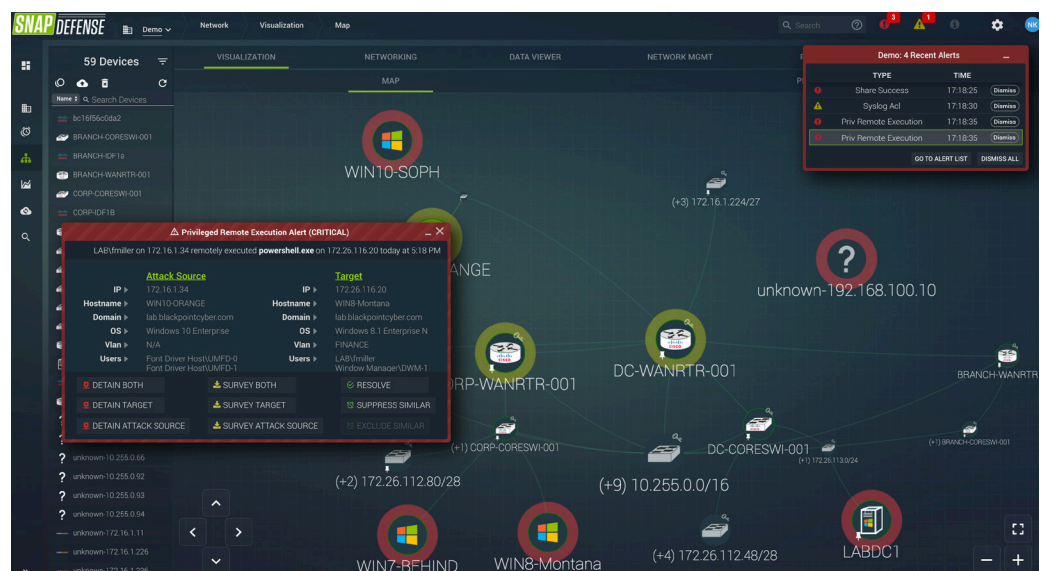 SNAP DEFENSE
Demo
Network
Visualization
Map
Search
3
1
NK
59 Devices
Name
Search Devices
bc16f56c0da2
BRANCH-CORESWI-001
BRANCH-IDF1a
BRANCH-WANRTR-001
CORP-CORESWI-001
CORP-IDF1B
unknown-10.255.0.66
unknown-10.255.0.92
unknown-10.255.0.93
unknown-10.255.0.94
unknown-172.16.1.11
unknown-172.16.1.226
unknown-172.16.1.236
VISUALIZATION
NETWORKING
DATA VIEWER
NETWORK MGMT
MAP
Demo: 4 Recent Alerts
TYPE TIME
Share Success 17:18:25 Dismiss
Syslog Acl 17:18:30 Dismiss
Priv Remote Execution 17:18:35 Dismiss
Priv Remote Execution 17:18:35 Dismiss
GO TO ALERT LIST DISMISS ALL
WIN10-SOPH
(+3) 172.16.1.224/27
ANGE
unknown-192.168.100.10
Privileged Remote Execution Alert (CRITICAL)
LAB\fmiller on 172.16.1.34 remotely executed powershell.exe on 172.26.116.20 today at 5:18 PM
Attack Source Target
IP 172.16.1.34 IP 172.26.116.20
Hostname WIN10-ORANGE Hostname WIN8-Montana
Domain lab.blackpointcyber.com Domain lab.blackpointcyber.com
OS Windows 10 Enterprise OS Windows 8.1 Enterprise N
Vlan N/A Vlan FINANCE
Users Font Driver Host\UMFD-0 Users LAB\fmiller
Font Driver Host\UMFD-1 Window Manager\DWM-1
DETAIN BOTH SURVEY BOTH RESOLVE
DETAIN TARGET SURVEY TARGET SUPPRESS SIMILAR
DETAIN ATTACK SOURCE SURVEY ATTACK SOURCE EXCLUDE SIMILAR
CISCO
CISCO
RP-WANRTR-001
DC-WANRTR-001
BRANCH-WANRTR
(+1) CORP-CORESWI-001
DC-CORESWI-001
(+1) BRANCH-CORESWI-001
(+1) 172.26.113.0/24
(+2) 172.26.112.80/28
(+9) 10.255.0.0/16
WIN7-BEHIND
WIN8-Montana
(+4) 172.26.112.48/28
LABDC1